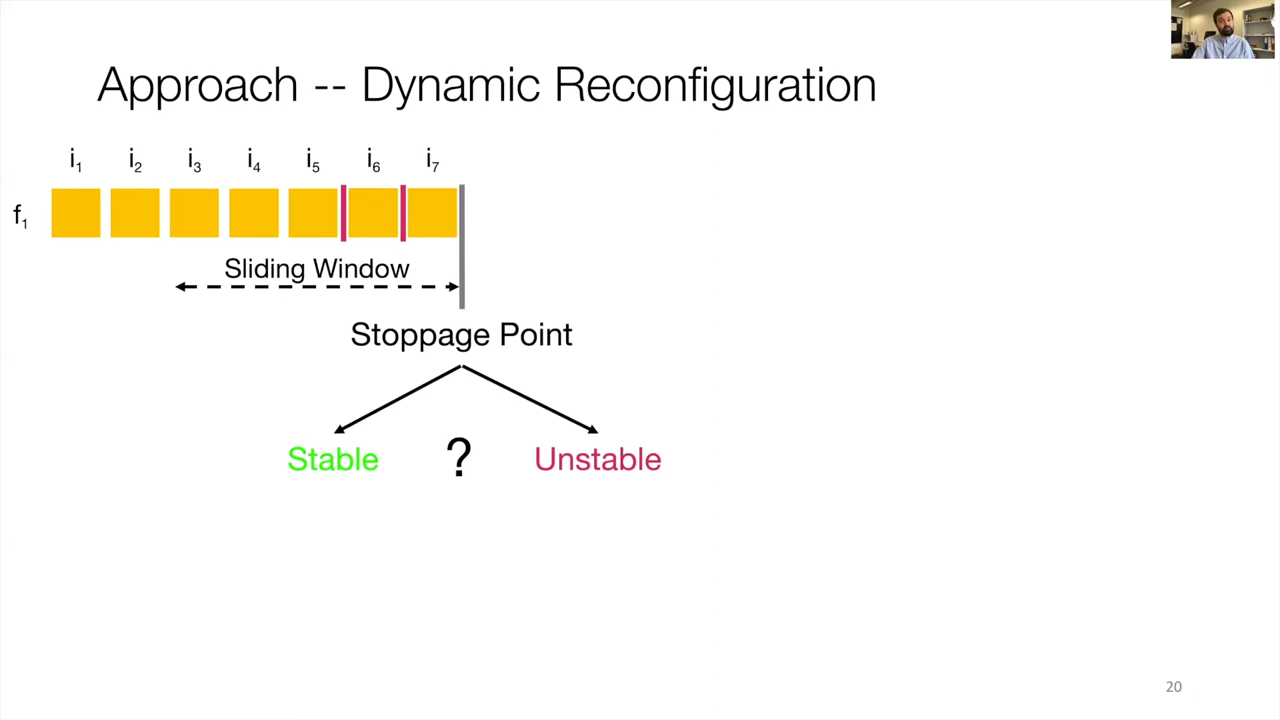 Approach -- Dynamic Reconfiguration
i₁ i₂ i₃ i₄ i₅ i₆ i₇
f₁
Sliding Window
Stoppage Point
Stable ? Unstable
20